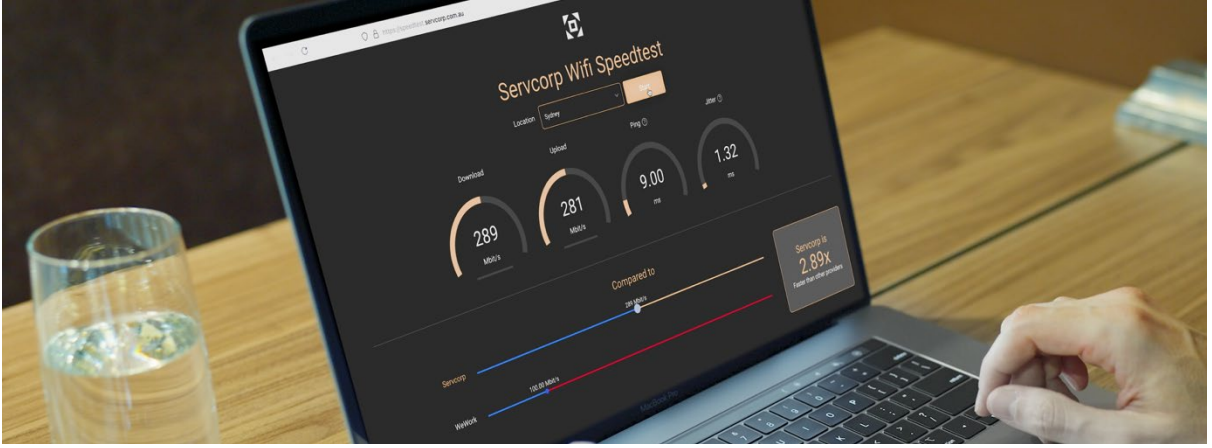 https://speedtest.servcorp.com.au
Servcorp Wifi Speedtest
Location
Sydney
Start
Download
289
Mbit/s
Upload
281
Mbit/s
Ping
9.00
ms
Jitter
1.32
ms
Compared to
289 Mbit/s
Servcorp
100.00 Mbit/s
WeWork
Servcorp is
2.89x
Faster than other providers
MacBook Pro